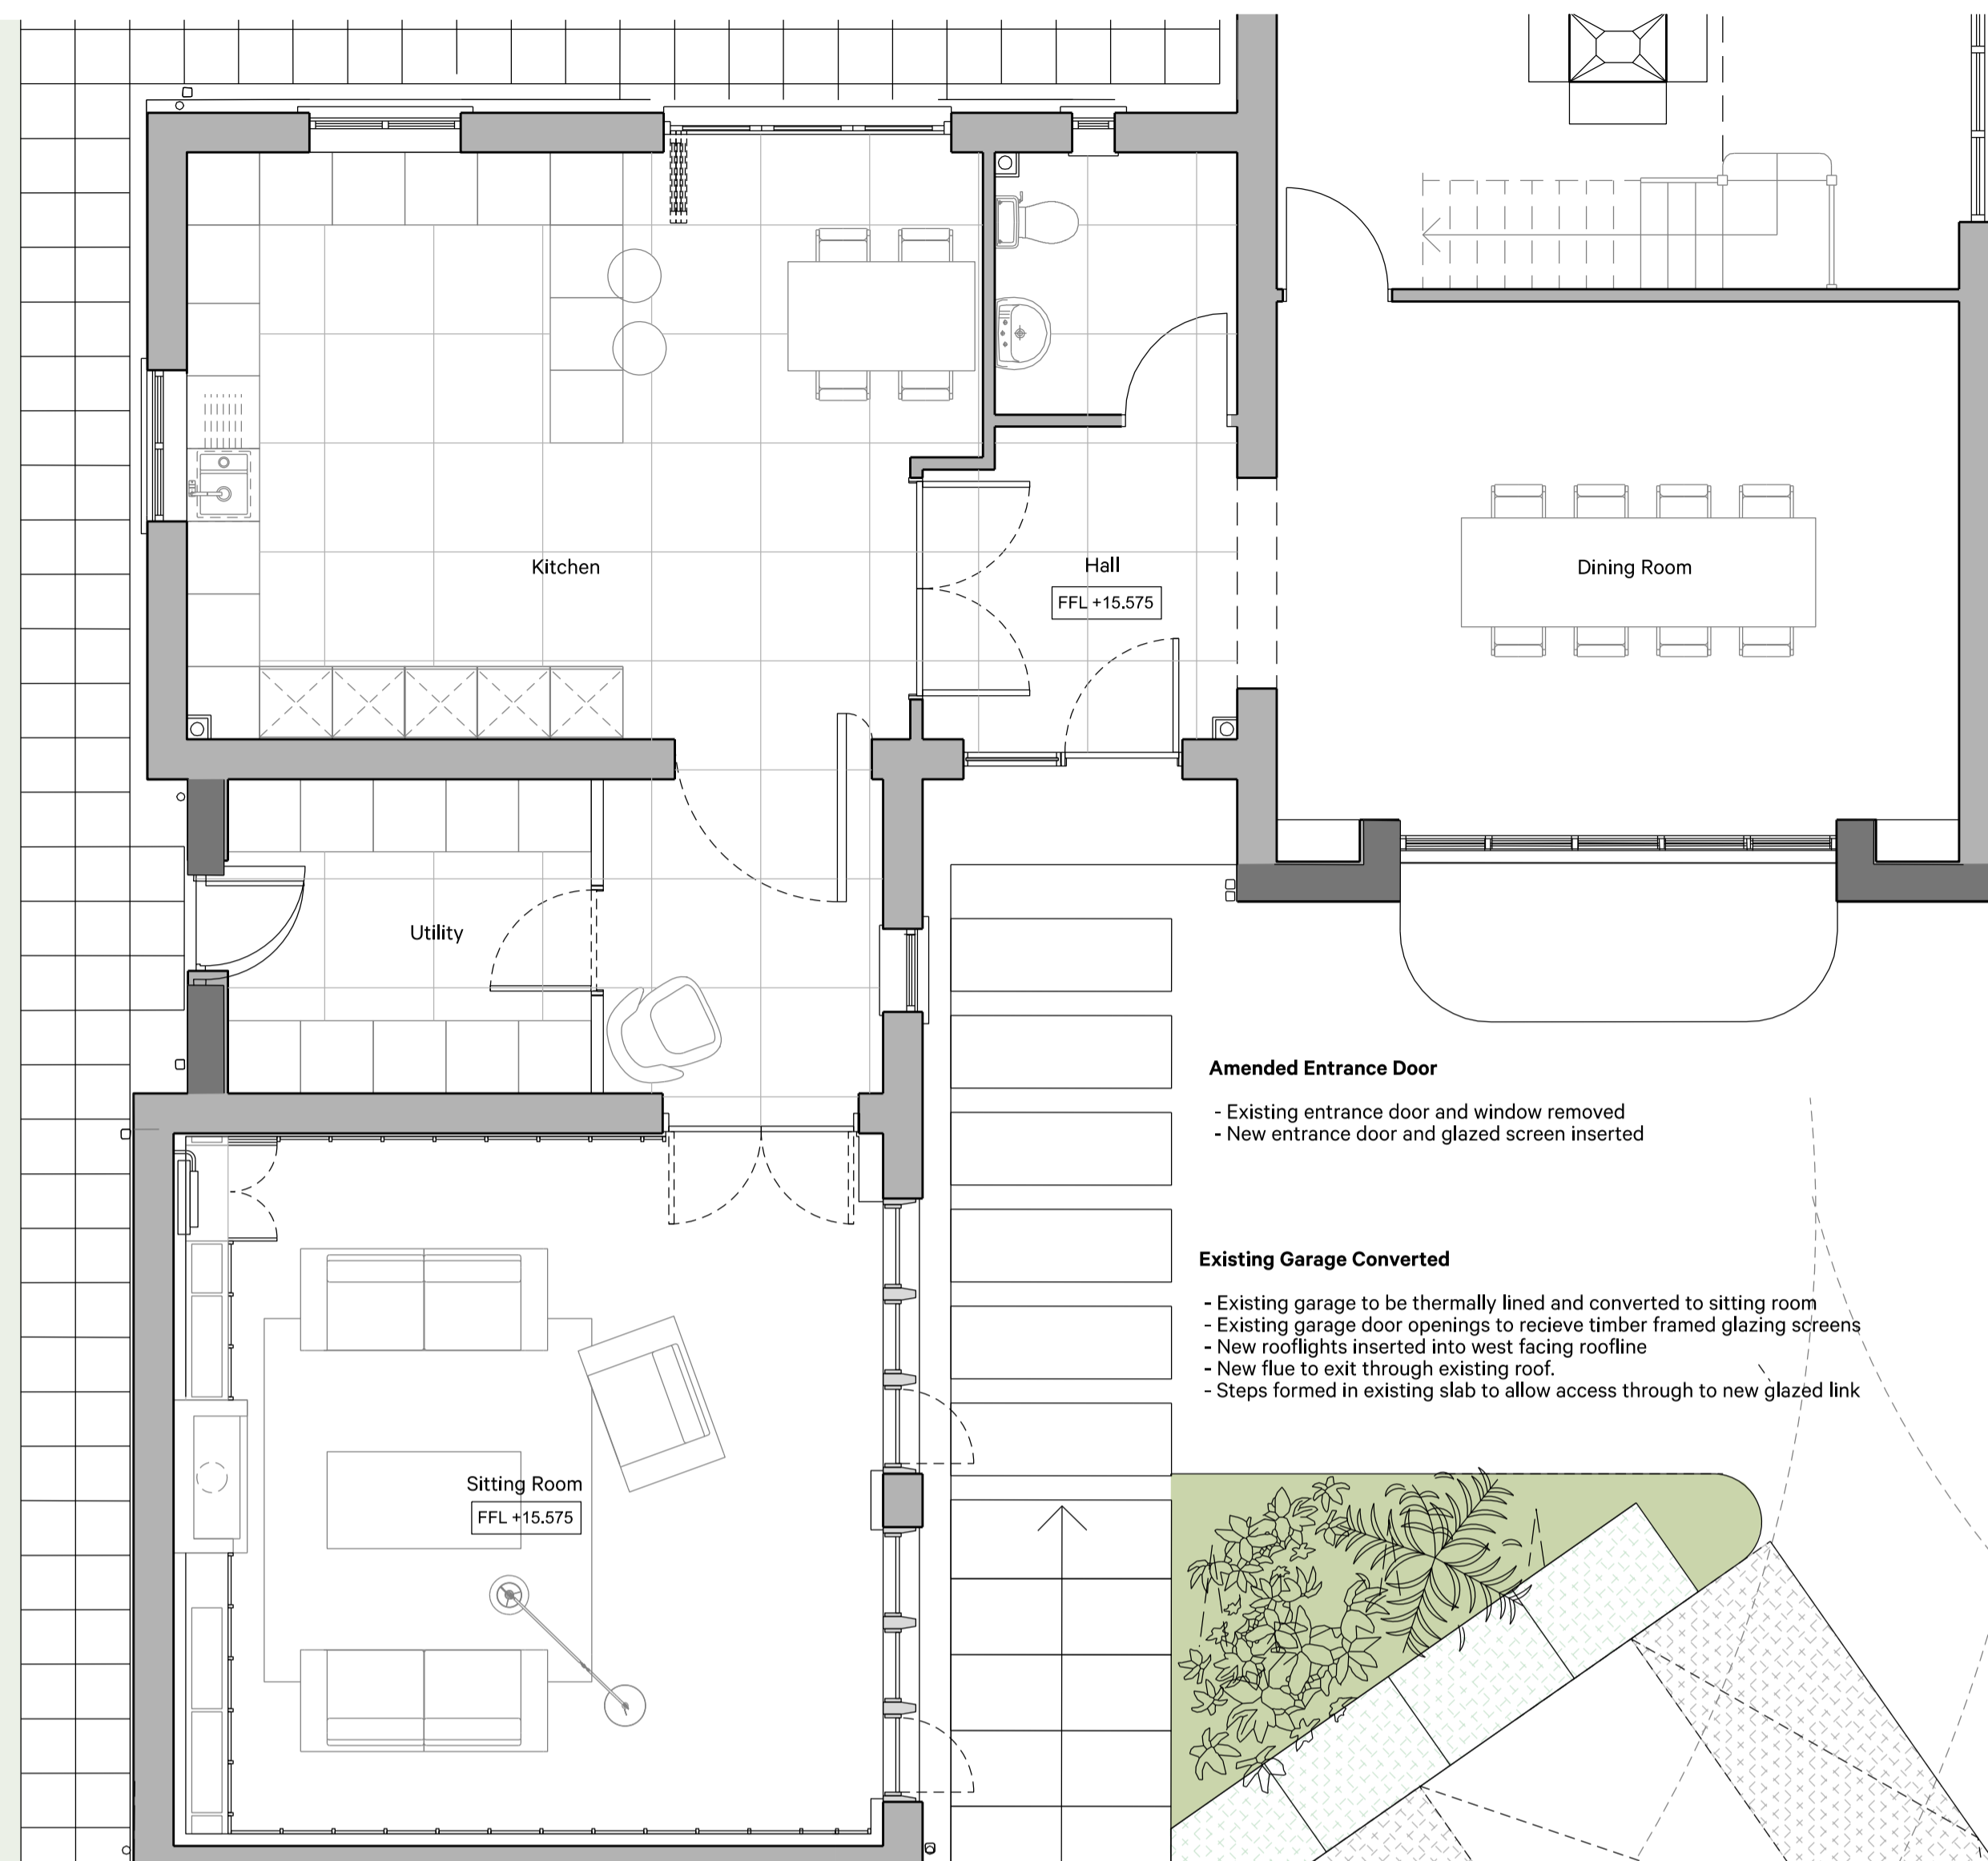 Kitchen
Hall
FFL +15.575
Dining Room
Utility
Amended Entrance Door
- Existing entrance door and window removed
- New entrance door and glazed screen inserted
Existing Garage Converted
- Existing garage to be thermally lined and converted to sitting room
- Existing garage door openings to recieve timber framed glazing screens
- New rooflights inserted into west facing roofline
- New flue to exit through existing roof.
- Steps formed in existing slab to allow access through to new glazed link
Sitting Room
FFL +15.575